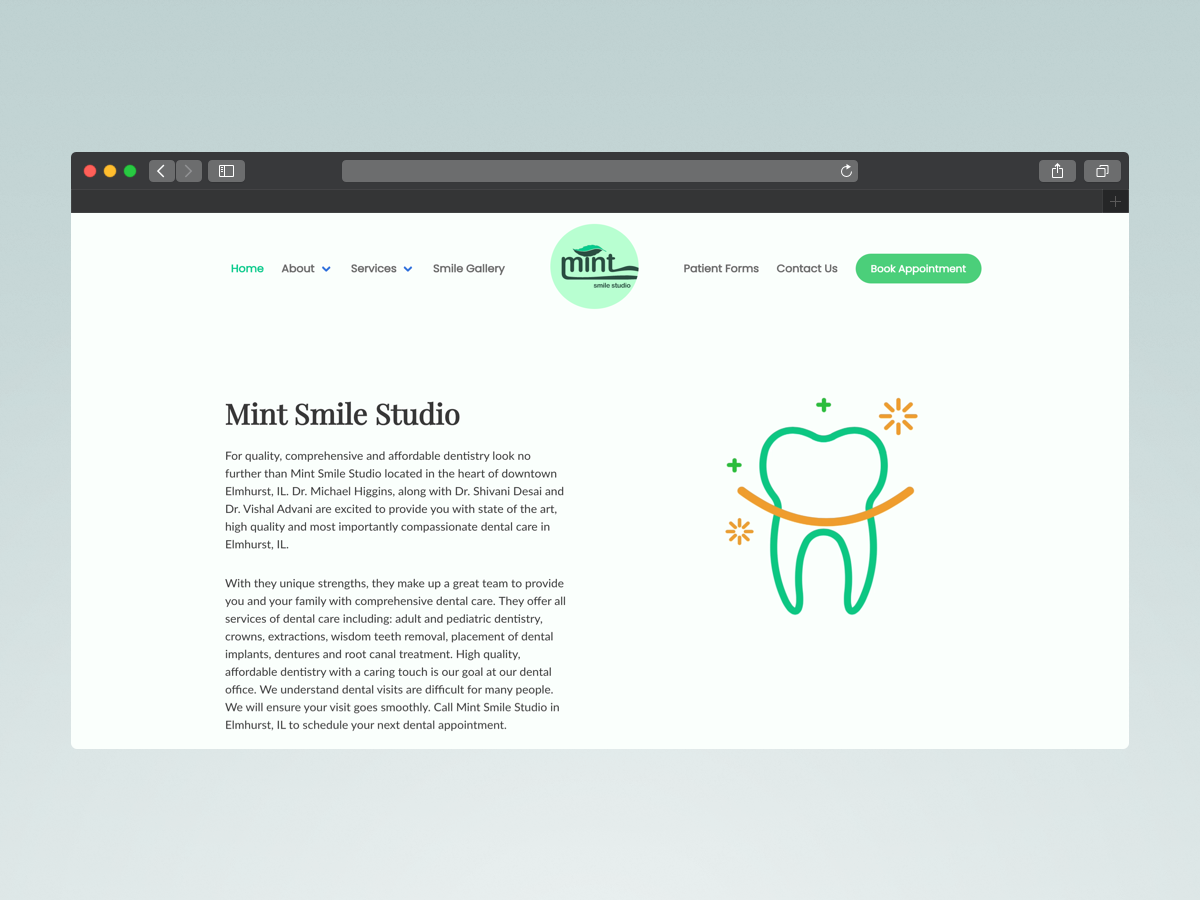 Home
About
Services
Smile Gallery
mint
smile studio
Patient Forms
Contact Us
Book Appointment
Mint Smile Studio
For quality, comprehensive and affordable dentistry look no
further than Mint Smile Studio located in the heart of downtown
Elmhurst, IL. Dr. Michael Higgins, along with Dr. Shivani Desai and
Dr. Vishal Advani are excited to provide you with state of the art,
high quality and most importantly compassionate dental care in
Elmhurst, IL.
With they unique strengths, they make up a great team to provide
you and your family with comprehensive dental care. They offer all
services of dental care including: adult and pediatric dentistry,
crowns, extractions, wisdom teeth removal, placement of dental
implants, dentures and root canal treatment. High quality,
affordable dentistry with a caring touch is our goal at our dental
office. We understand dental visits are difficult for many people.
We will ensure your visit goes smoothly. Call Mint Smile Studio in
Elmhurst, IL to schedule your next dental appointment.